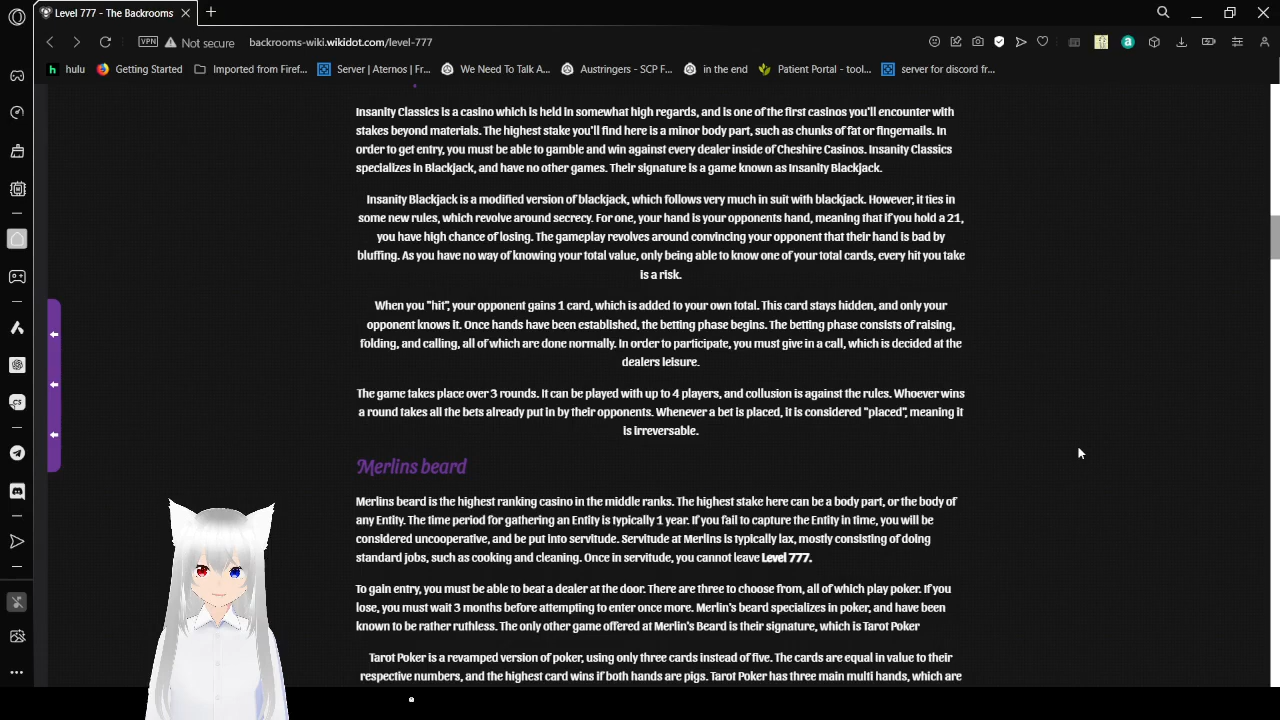 Level 777 - The Backrooms
VPN Not secure backrooms-wiki.wikidot.com/level-777
hulu Getting Started Imported from Firef... Server | Aternos | Fr... We Need To Talk A... Austringers - SCP F... in the end Patient Portal - tool... server for discord fr...
Insanity Classics is a casino which is held in somewhat high regards, and is one of the first casinos you'll encounter with
stakes beyond materials. The highest stake you'll find here is a minor body part, such as chunks of fat or fingernails. In
order to get entry, you must be able to gamble and win against every dealer inside of Cheshire Casinos. Insanity Classics
specializes in Blackjack, and have no other games. Their signature is a game known as Insanity Blackjack.
Insanity Blackjack is a modified version of blackjack, which follows very much in suit with blackjack. However, it ties in
some new rules, which revolve around secrecy. For one, your hand is your opponents hand, meaning that if you hold a 21,
you have high chance of losing. The gameplay revolves around convincing your opponent that their hand is bad by
bluffing. As you have no way of knowing your total value, only being able to know one of your total cards, every hit you take
is a risk.
When you "hit", your opponent gains 1 card, which is added to your own total. This card stays hidden, and only your
opponent knows it. Once hands have been established, the betting phase begins. The betting phase consists of raising,
folding, and calling, all of which are done normally. In order to participate, you must give in a call, which is decided at the
dealers leisure.
The game takes place over 3 rounds. It can be played with up to 4 players, and collusion is against the rules. Whoever wins
a round takes all the bets already put in by their opponents. Whenever a bet is placed, it is considered "placed", meaning it
is irreversable.
Merlins beard
Merlins beard is the highest ranking casino in the middle ranks. The highest stake here can be a body part, or the body of
any Entity. The time period for gathering an Entity is typically 1 year. If you fail to capture the Entity in time, you will be
considered uncooperative, and be put into servitude. Servitude at Merlins is typically lax, mostly consisting of doing
standard jobs, such as cooking and cleaning. Once in servitude, you cannot leave Level 777.
To gain entry, you must be able to beat a dealer at the door. There are three to choose from, all of which play poker. If you
lose, you must wait 3 months before attempting to enter once more. Merlin's beard specializes in poker, and have been
known to be rather ruthless. The only other game offered at Merlin's Beard is their signature, which is Tarot Poker
Tarot Poker is a revamped version of poker, using only three cards instead of five. The cards are equal in value to their
respective numbers, and the highest card wins if both hands are pigs. Tarot Poker has three main multi hands, which are